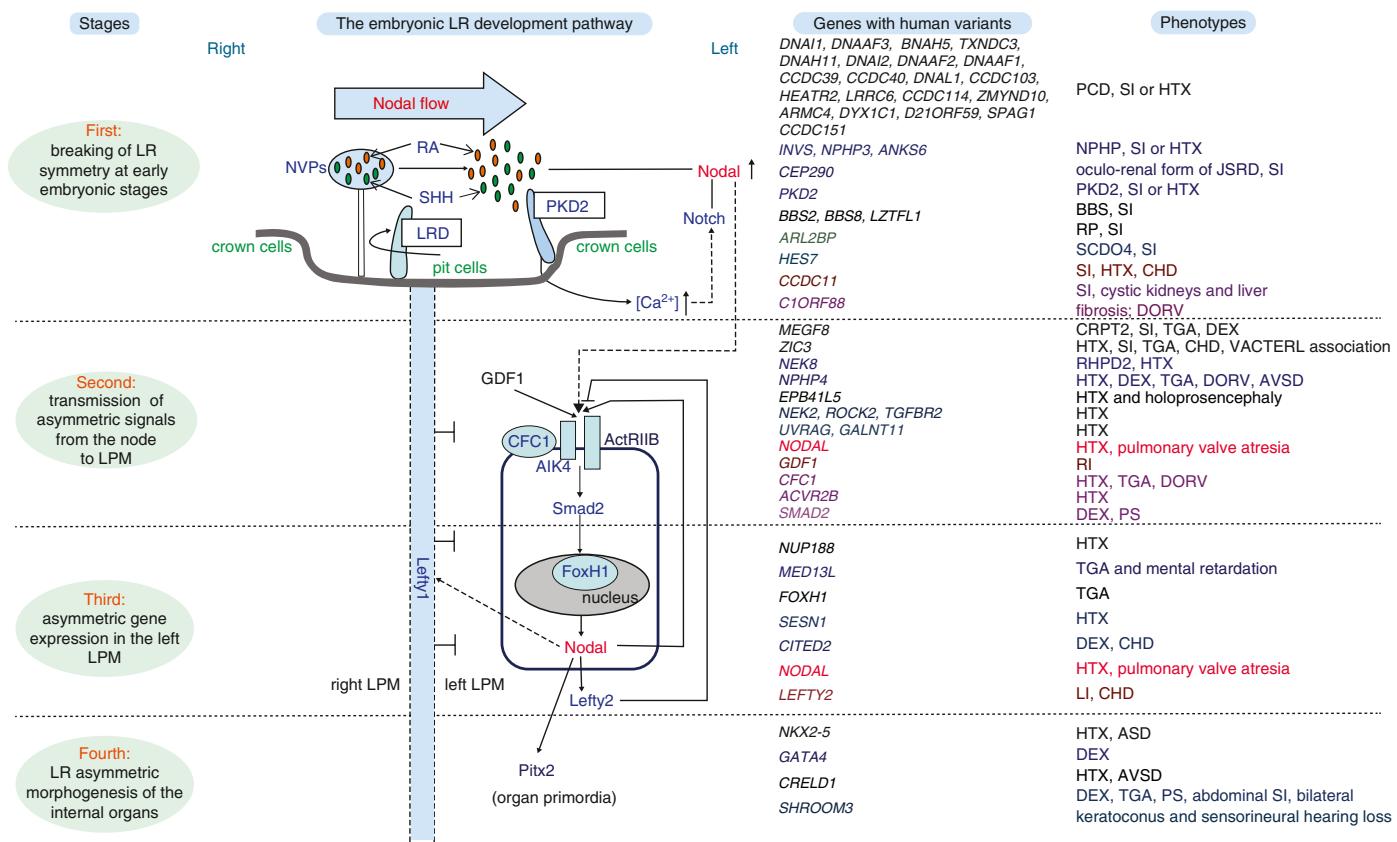 Stages
The embryonic LR development pathway
Genes with human variants
Phenotypes
Right
Left
First:
breaking of LR
symmetry at early
embryonic stages
Nodal flow
NVPs
RA
SHH
PKD2
LRD
crown cells
pit cells
crown cells
Nodal
Notch
[Ca2+]
DNAI1, DNAAF3, BNAH5, TXNDC3,
DNAH11, DNAI2, DNAAF2, DNAAF1,
CCDC39, CCDC40, DNAL1, CCDC103,
HEATR2, LRRC6, CCDC114, ZMYND10,
ARMC4, DYX1C1, D21ORF59, SPAG1
CCDC151
INVS, NPHP3, ANKS6
CEP290
PKD2
BBS2, BBS8, LZTFL1
ARL2BP
HES7
CCDC11
C1ORF88
PCD, SI or HTX
NPHP, SI or HTX
oculo-renal form of JSRD, SI
PKD2, SI or HTX
BBS, SI
RP, SI
SCDO4, SI
SI, HTX, CHD
SI, cystic kidneys and liver
fibrosis; DORV
Second:
transmission of
asymmetric signals
from the node
to LPM
GDF1
CFC1
AIK4
ActRIIB
Smad2
MEGF8
ZIC3
NEK8
NPHP4
EPB41L5
NEK2, ROCK2, TGFBR2
UVRAG, GALNT11
NODAL
GDF1
CFC1
ACVR2B
SMAD2
CRPT2, SI, TGA, DEX
HTX, SI, TGA, CHD, VACTERL association
RHPD2, HTX
HTX, DEX, TGA, DORV, AVSD
HTX and holoprosencephaly
HTX
HTX
HTX, pulmonary valve atresia
RI
HTX, TGA, DORV
HTX
DEX, PS
Third:
asymmetric gene
expression in the left
LPM
Lefty1
FoxH1
nucleus
Nodal
Lefty2
right LPM
left LPM
NUP188
MED13L
FOXH1
SESN1
CITED2
NODAL
LEFTY2
HTX
TGA and mental retardation
TGA
HTX
DEX, CHD
HTX, pulmonary valve atresia
LI, CHD
Fourth:
LR asymmetric
morphogenesis of the
internal organs
Pitx2
(organ primordia)
NKX2-5
GATA4
CRELD1
SHROOM3
HTX, ASD
DEX
HTX, AVSD
DEX, TGA, PS, abdominal SI, bilateral
keratoconus and sensorineural hearing loss